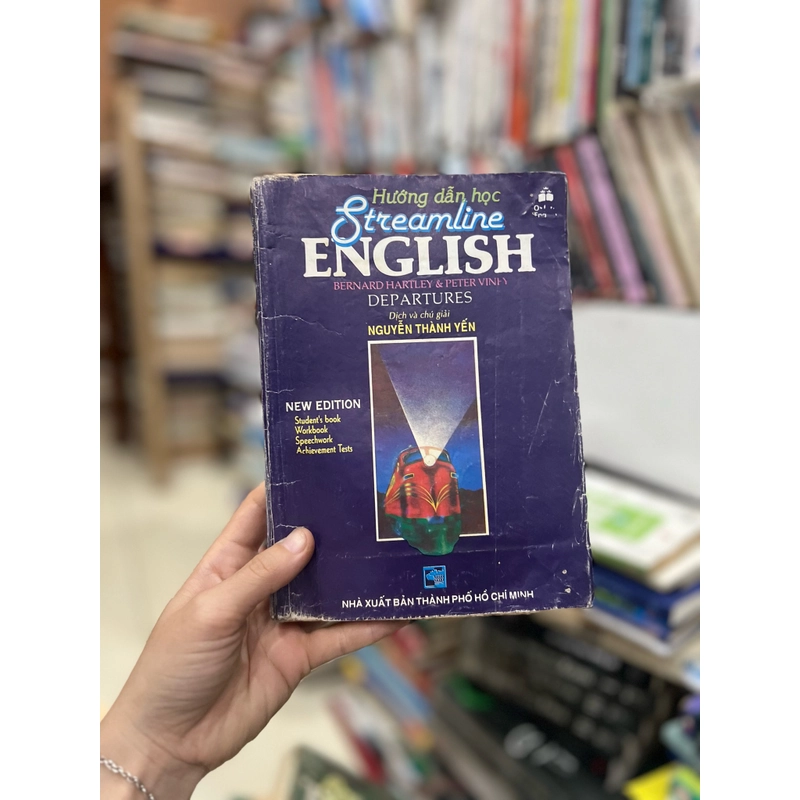 Hướng dẫn học
Streamline
ENGLISH
BERNARD HARTLEY & PETER VINEY
DEPARTURES
Dịch và chú giải
NGUYỄN THÀNH YẾN
NEW EDITION
Student's book
Workbook
Speechwork
Achievement Tests
NHÀ XUẤT BẢN THÀNH PHỐ HỒ CHÍ MINH